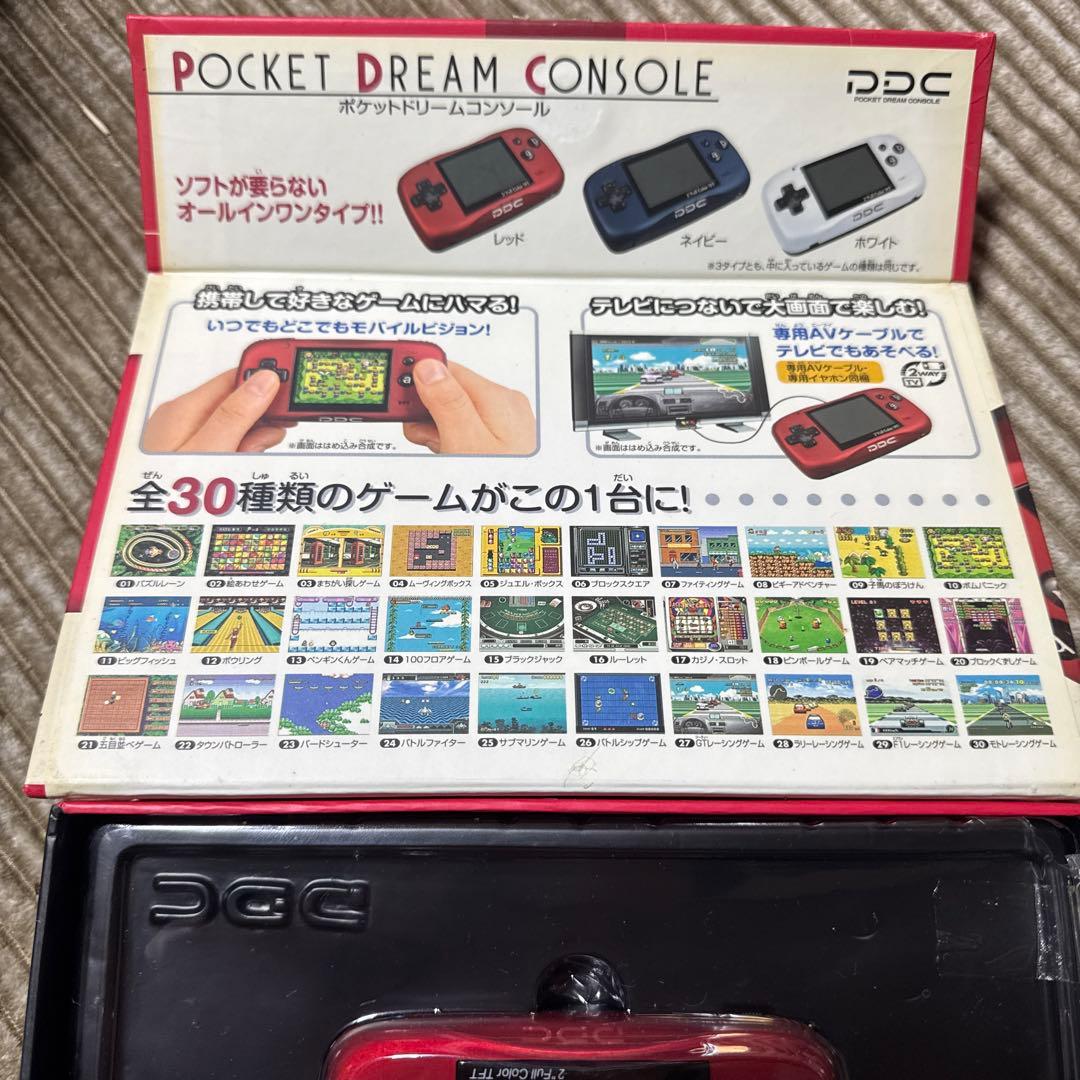 POCKET DREAM CONSOLE
ポケットドリームコンソール
PDC
POCKET DREAM CONSOLE
ソフトが要らない
オールインワンタイプ!!
レッド
ネイビー
ホワイト
※3タイプとも、中に入っているゲームの種類は同じです。
携帯して好きなゲームにハマる!
いつでもどこでもモバイルビジョン!
※画面ははめ込み合成です。
テレビにつないで大画面で楽しむ!
専用AVケーブルで
テレビでもあそべる!
専用AVケーブル・
専用イヤホン同梱
2WAY
TV
※画面ははめ込み合成です。
全30種類のゲームがこの1台に!
01 パズルレーン
02 絵あわせゲーム
03 まちがい探しゲーム
04 ムーヴィングボックス
05 ジュエル・ボックス
06 ブロックスクエア
07 ファイティングゲーム
08 ピギーアドベンチャー
09 子馬のぼうけん
10 ボムパニック
11 ビッグフィッシュ
12 ボウリング
13 ペンギンくんゲーム
14 100フロアゲーム
15 ブラックジャック
16 ルーレット
17 カジノ・スロット
18 ピンボールゲーム
19 ペアマッチゲーム
20 ブロックくずしゲーム
21 五目並べゲーム
22 タウンパトローラー
23 バードシューター
24 バトルファイター
25 サブマリンゲーム
26 バトルシップゲーム
27 GTレーシングゲーム
28 ラリーレーシングゲーム
29 F1レーシングゲーム
30 モトレーシングゲーム
PDC
2"Full Color TFT